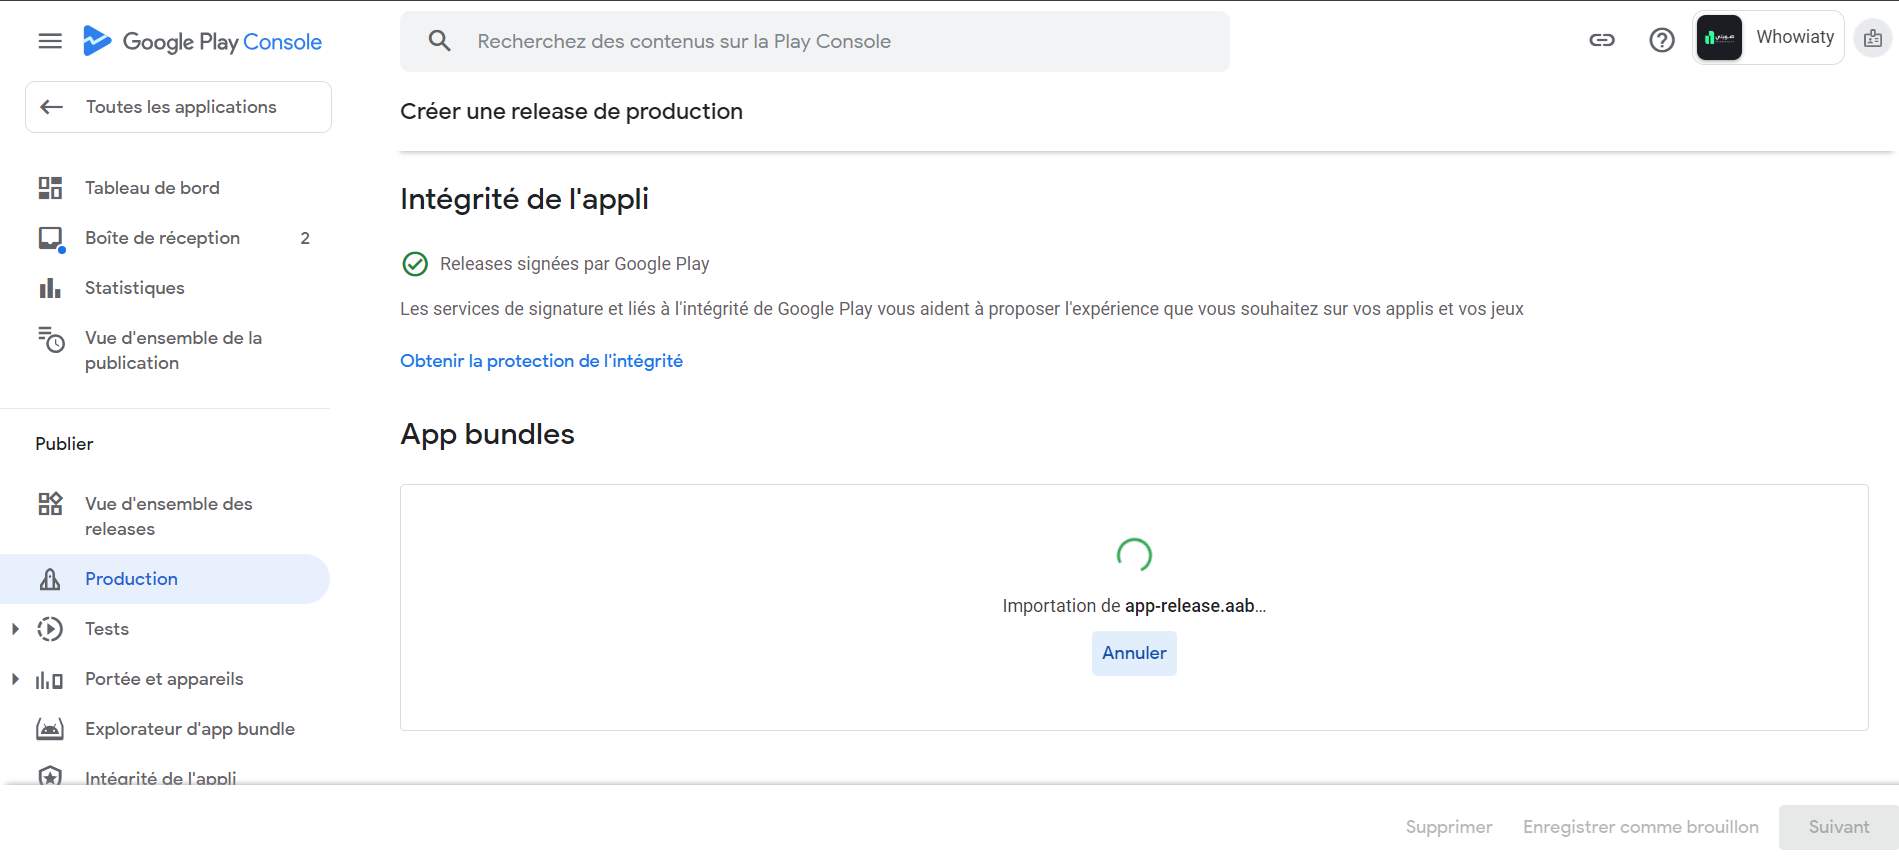 Google Play Console
Recherchez des contenus sur la Play Console
Whowiaty
Toutes les applications
Créer une release de production
Tableau de bord
Boîte de réception 2
Statistiques
Vue d'ensemble de la
publication
Publier
Vue d'ensemble des
releases
Production
Tests
Portée et appareils
Explorateur d'app bundle
Intégrité de l'appli
Intégrité de l'appli
Releases signées par Google Play
Les services de signature et liés à l'intégrité de Google Play vous aident à proposer l'expérience que vous souhaitez sur vos applis et vos jeux
Obtenir la protection de l'intégrité
App bundles
Importation de app-release.aab...
Annuler
Supprimer
Enregistrer comme brouillon
Suivant